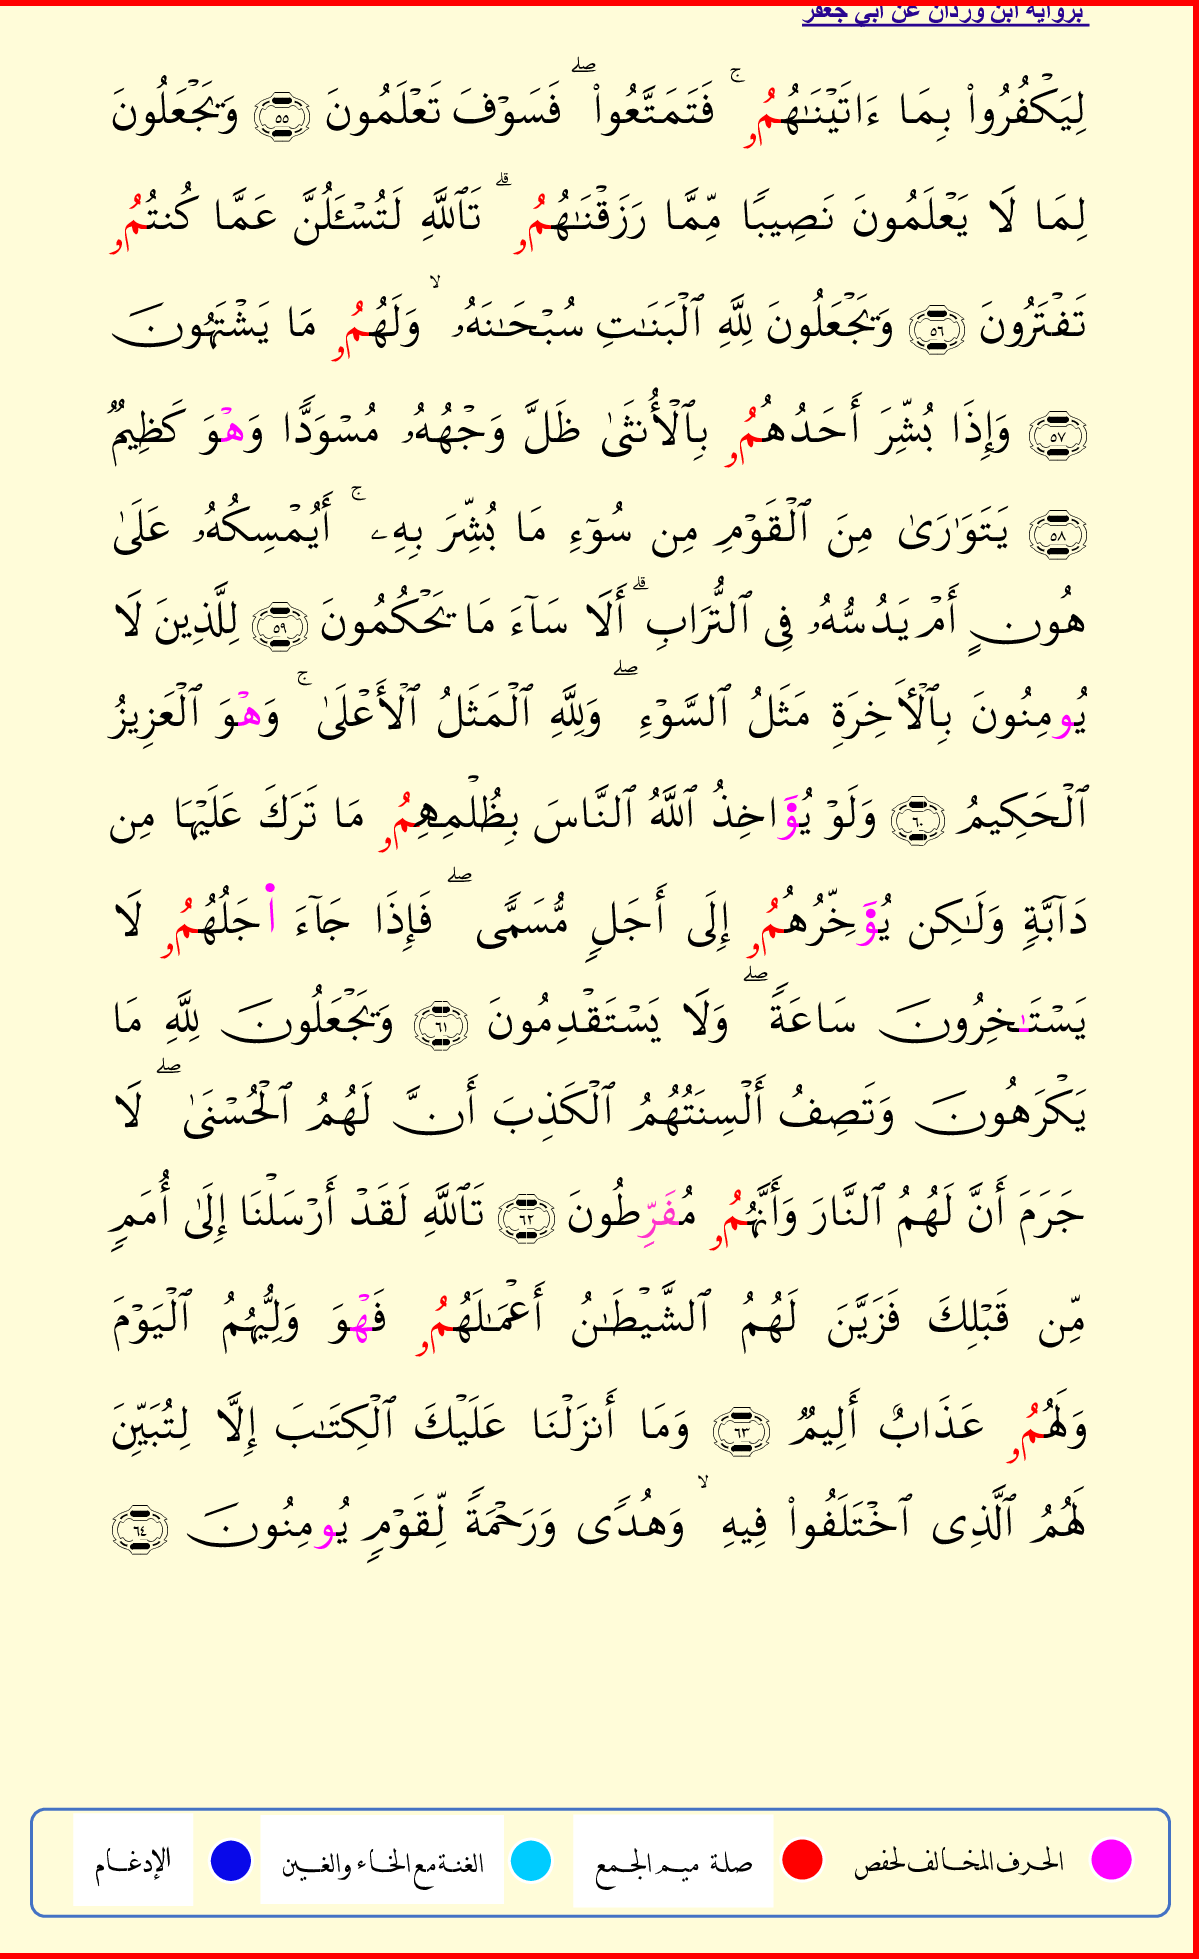 برواية ابن وردان عن أبي جعفر
لِيَكْفُرُوا۟ بِمَا ءَاتَيْنَـٰهُمُۥ ۚ فَتَمَتَّعُوا۟ ۖ فَسَوْفَ تَعْلَمُونَ ٥٥ وَيَجْعَلُونَ
لِمَا لَا يَعْلَمُونَ نَصِيبًا مِّمَّا رَزَقْنَـٰهُمُۥ ۗ تَٱللَّهِ لَتُسْـَٔلُنَّ عَمَّا كُنتُمُۥ
تَفْتَرُونَ ٥٦ وَيَجْعَلُونَ لِلَّهِ ٱلْبَنَـٰتِ سُبْحَـٰنَهُۥ ۙ وَلَهُمُۥ مَا يَشْتَهُونَ
٥٧ وَإِذَا بُشِّرَ أَحَدُهُمُۥ بِٱلْأُنثَىٰ ظَلَّ وَجْهُهُۥ مُسْوَدًّا وَهْوَ كَظِيمٌ
٥٨ يَتَوَٰرَىٰ مِنَ ٱلْقَوْمِ مِن سُوٓءِ مَا بُشِّرَ بِهِۦ ۚ أَيُمْسِكُهُۥ عَلَىٰ
هُونٍ أَمْ يَدُسُّهُۥ فِى ٱلتُّرَابِ ۗ أَلَا سَآءَ مَا يَحْكُمُونَ ٥٩ لِلَّذِينَ لَا
يُومِنُونَ بِٱلْأَخِرَةِ مَثَلُ ٱلسَّوْءِ ۖ وَلِلَّهِ ٱلْمَثَلُ ٱلْأَعْلَىٰ ۚ وَهْوَ ٱلْعَزِيزُ
ٱلْحَكِيمُ ٦٠ وَلَوْ يُوَ۬اخِذُ ٱللَّهُ ٱلنَّاسَ بِظُلْمِهِمُۥ مَا تَرَكَ عَلَيْهَا مِن
دَآبَّةٍ وَلَـٰكِن يُوَ۬خِّرُهُمُۥ إِلَى أَجَلٍ مُّسَمًّى ۖ فَإِذَا جَآءَ ا۬جَلُهُمُۥ لَا
يَسْتَـٰخِرُونَ سَاعَةً ۖ وَلَا يَسْتَقْدِمُونَ ٦١ وَيَجْعَلُونَ لِلَّهِ مَا
يَكْرَهُونَ وَتَصِفُ أَلْسِنَتُهُمُ ٱلْكَذِبَ أَنَّ لَهُمُ ٱلْحُسْنَىٰ ۖ لَا
جَرَمَ أَنَّ لَهُمُ ٱلنَّارَ وَأَنَّهُمُۥ مُفَرِّطُونَ ٦٢ تَٱللَّهِ لَقَدْ أَرْسَلْنَا إِلَىٰ أُمَمٍ
مِّن قَبْلِكَ فَزَيَّنَ لَهُمُ ٱلشَّيْطَـٰنُ أَعْمَـٰلَهُمُۥ فَهْوَ وَلِيُّهُمُ ٱلْيَوْمَ
وَلَهُمُۥ عَذَابٌ أَلِيمٌ ٦٣ وَمَا أَنزَلْنَا عَلَيْكَ ٱلْكِتَـٰبَ إِلَّا لِتُبَيِّنَ
لَهُمُ ٱلَّذِى ٱخْتَلَفُوا۟ فِيهِ ۙ وَهُدًى وَرَحْمَةً لِّقَوْمٍ يُومِنُونَ ٦٤
الحرف المخالف لحفص صلة ميم الجمع الغنة مع الخاء والغين الإدغام